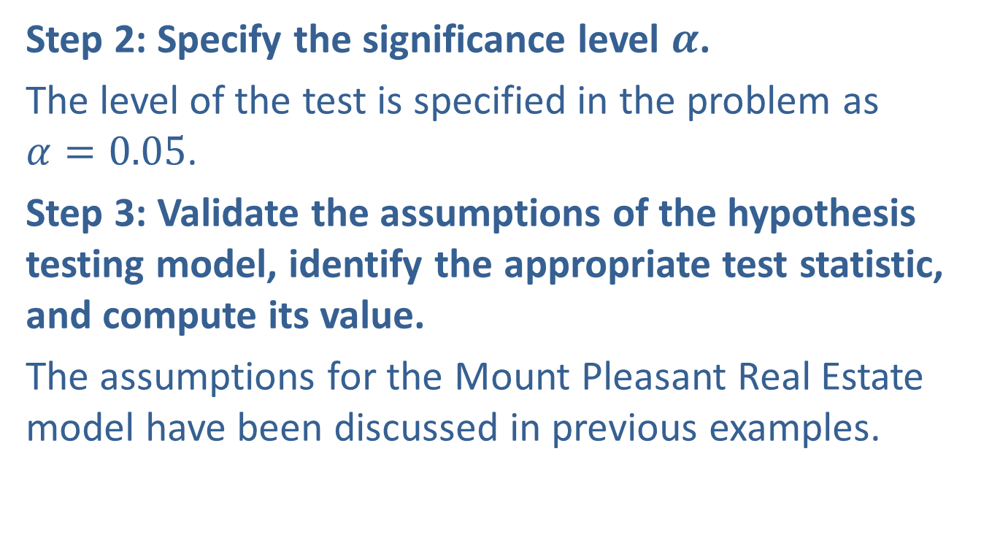 Step 2: Specify the significance level α.
The level of the test is specified in the problem as
α = 0.05.
Step 3: Validate the assumptions of the hypothesis
testing model, identify the appropriate test statistic,
and compute its value.
The assumptions for the Mount Pleasant Real Estate
model have been discussed in previous examples.